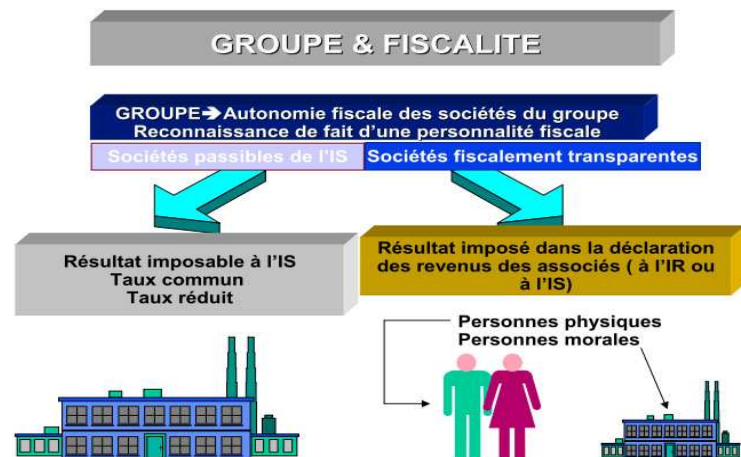 GROUPE & FISCALITE
GROUPE➔Autonomie fiscale des sociétés du groupe
Reconnaissance de fait d'une personnalité fiscale
Sociétés passibles de l'IS
Sociétés fiscalement transparentes
Résultat imposable à l'IS
Taux commun
Taux réduit
Résultat imposé dans la déclaration
des revenus des associés ( à l'IR ou
à l'IS)
Personnes physiques
Personnes morales